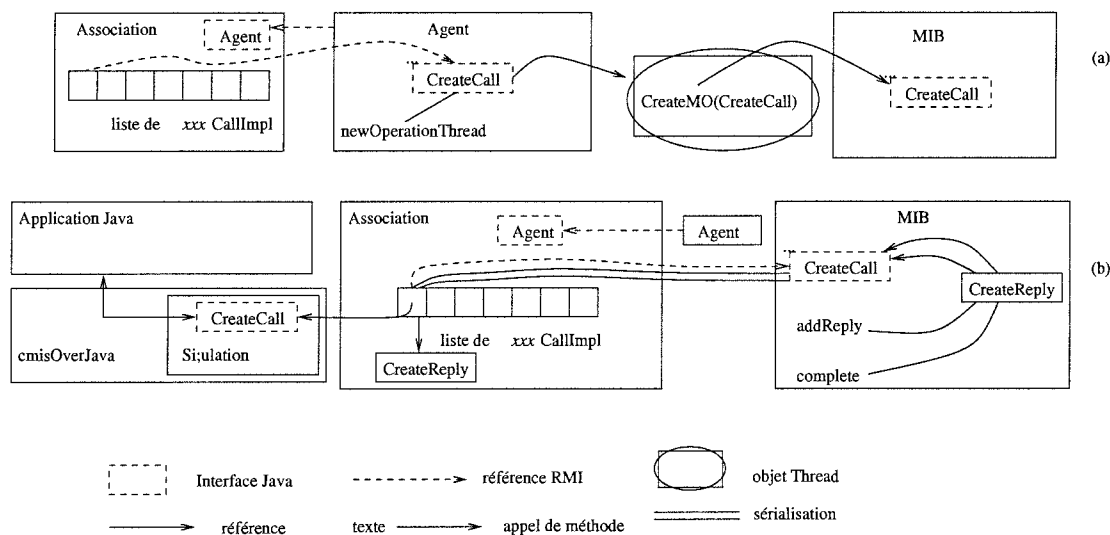 Association
Agent
Agent
MIB
(a)
CreateCall
CreateMO(CreateCall)
CreateCall
liste de xxx CallImpl
newOperationThread
Application Java
Association
MIB
Agent
Agent
CreateCall
(b)
CreateReply
CreateCall
addReply
liste de xxx CallImpl
cmisOverJava
Si;ulation
CreateReply
complete
Interface Java
référence RMI
objet Thread
référence
texte
appel de méthode
sérialisation